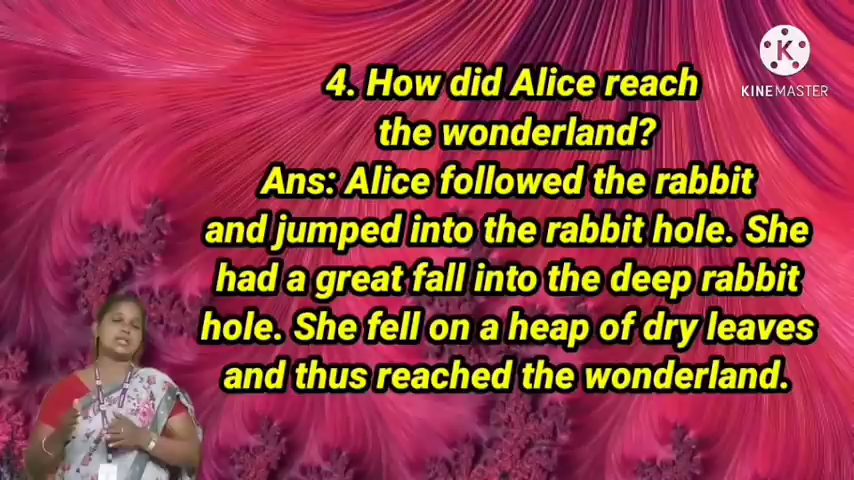 4. How did Alice reach
the wonderland?
Ans: Alice followed the rabbit
and jumped into the rabbit hole. She
had a great fall into the deep rabbit
hole. She fell on a heap of dry leaves
and thus reached the wonderland.
K
KINEMASTER